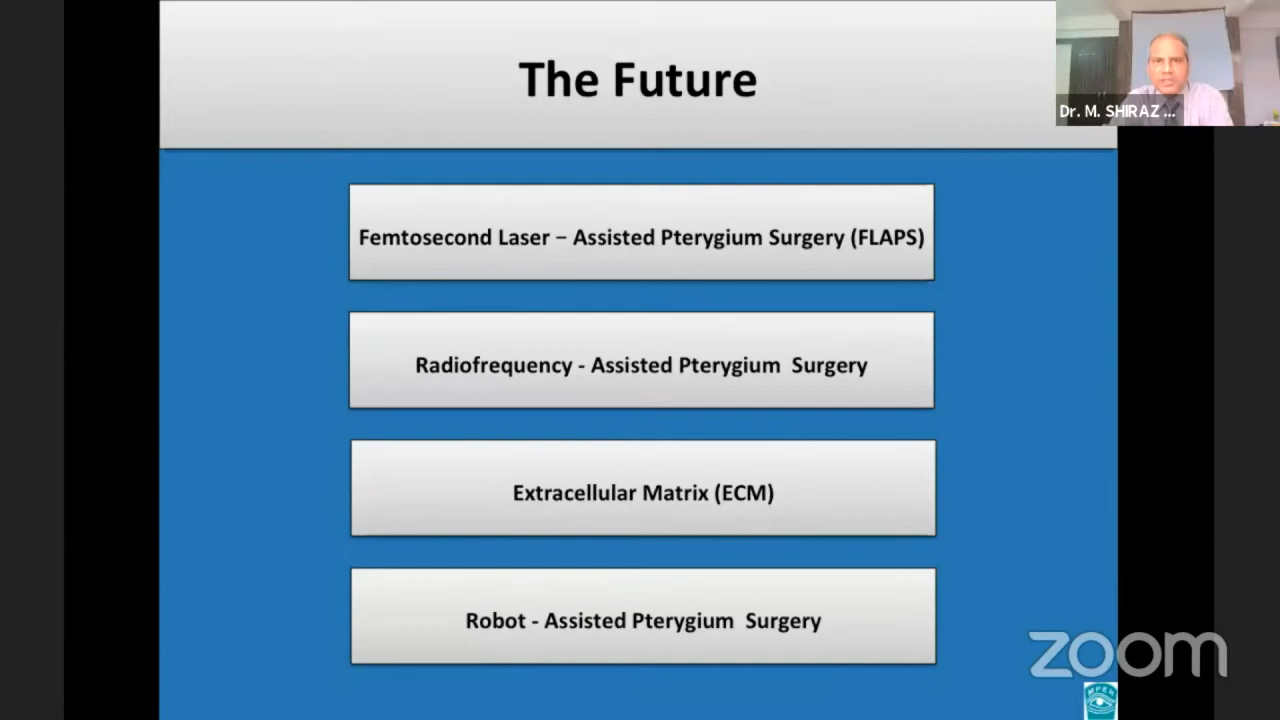 The Future
Dr. M. SHIRAZ ...
Femtosecond Laser – Assisted Pterygium Surgery (FLAPS)
Radiofrequency - Assisted Pterygium  Surgery
Extracellular Matrix (ECM)
Robot - Assisted Pterygium  Surgery
zoom